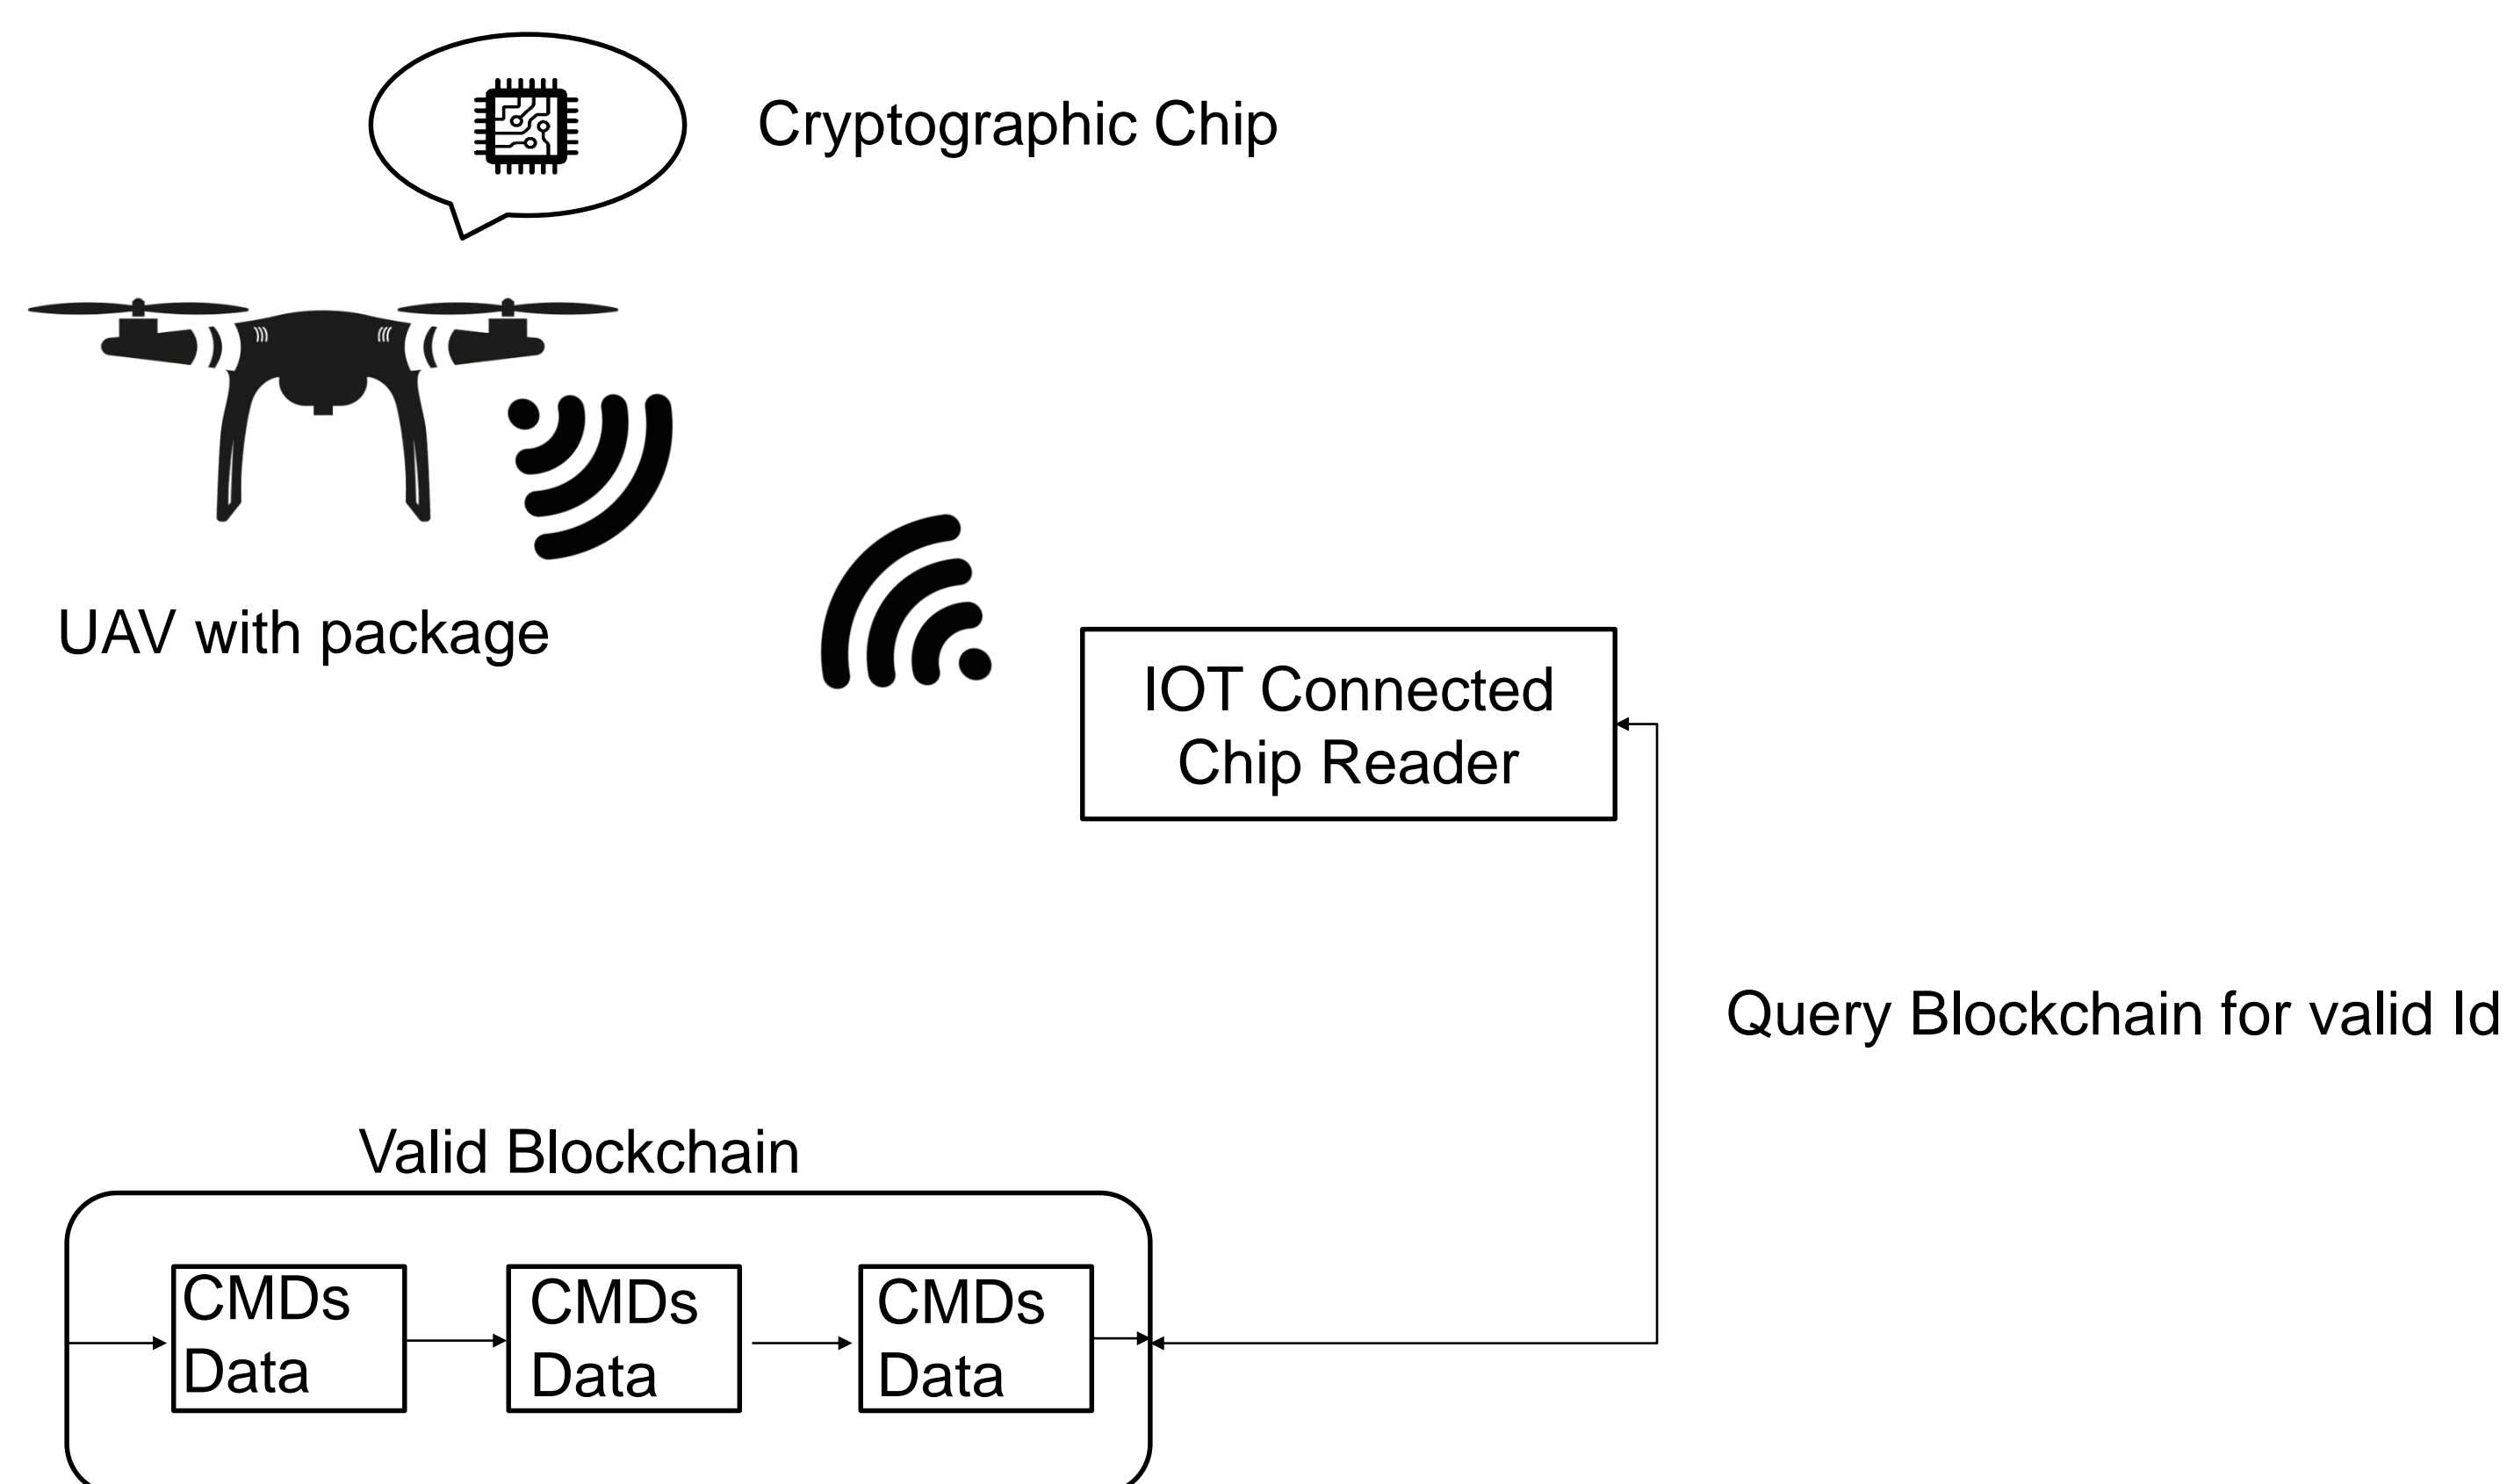 Cryptographic Chip
UAV with package
IOT Connected
Chip Reader
Query Blockchain for valid Id
Valid Blockchain
CMDs
Data
CMDs
Data
CMDs
Data